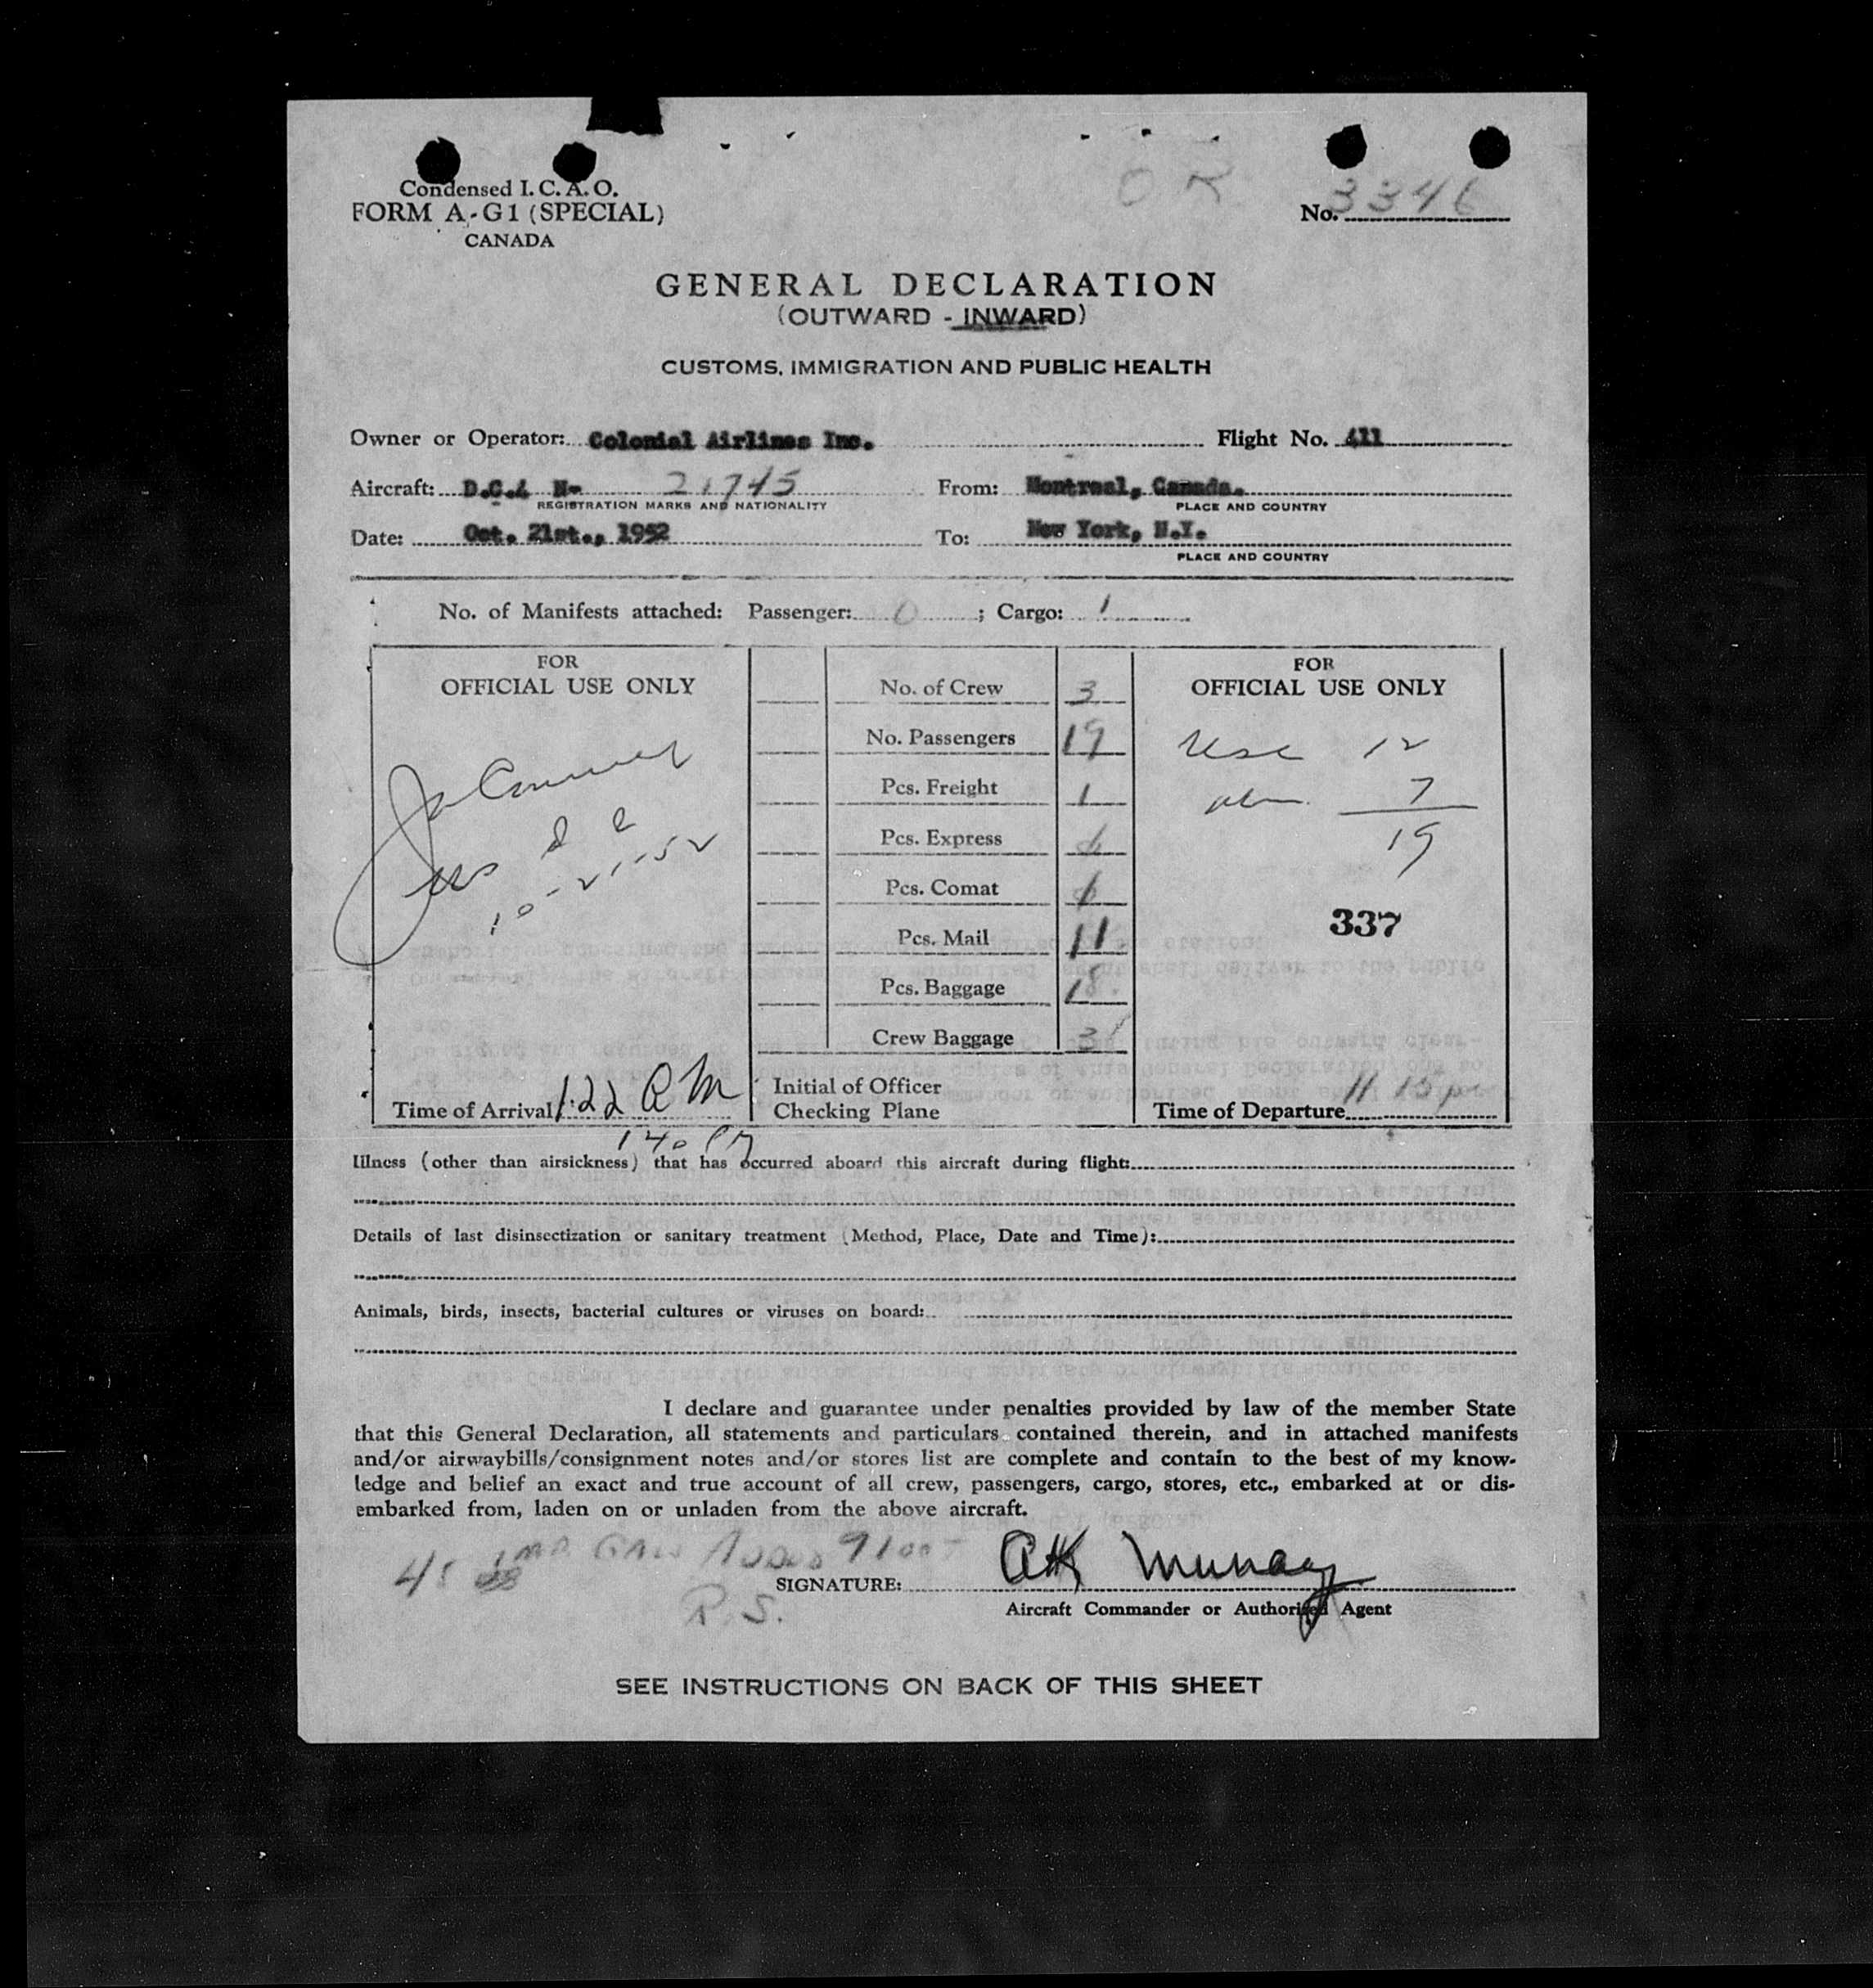 Condensed I. C. A. O.
FORM A-G1 (SPECIAL)
CANADA
OK
No. 3346
GENERAL DECLARATION
(OUTWARD - INWARD)
CUSTOMS, IMMIGRATION AND PUBLIC HEALTH
Owner or Operator: Colonial Airlines Inc. Flight No. 411
Aircraft: D.C.4 N- 21745 From: Montreal, Canada.
REGISTRATION MARKS AND NATIONALITY PLACE AND COUNTRY
Date: Oct. 21st., 1952 To: New York, N.Y.
PLACE AND COUNTRY
No. of Manifests attached: Passenger: 0 ; Cargo: 1
FOR
OFFICIAL USE ONLY
10-21-52
Time of Arrival 1:22 AM
140 PM
No. of Crew 3
No. Passengers 19
Pcs. Freight 1
Pcs. Express
Pcs. Comat
Pcs. Mail 11
Pcs. Baggage 18
Crew Baggage 3
Initial of Officer
Checking Plane
FOR
OFFICIAL USE ONLY
12
7
19
337
Time of Departure 11 15 pm
Illness (other than airsickness) that has occurred aboard this aircraft during flight:
Details of last disinsectization or sanitary treatment (Method, Place, Date and Time):
Animals, birds, insects, bacterial cultures or viruses on board:
I declare and guarantee under penalties provided by law of the member State
that this General Declaration, all statements and particulars contained therein, and in attached manifests
and/or airwaybills/consignment notes and/or stores list are complete and contain to the best of my know-
ledge and belief an exact and true account of all crew, passengers, cargo, stores, etc., embarked at or dis-
embarked from, laden on or unladen from the above aircraft.
SIGNATURE: AK Murray
R.S.
Aircraft Commander or Authorized Agent
SEE INSTRUCTIONS ON BACK OF THIS SHEET